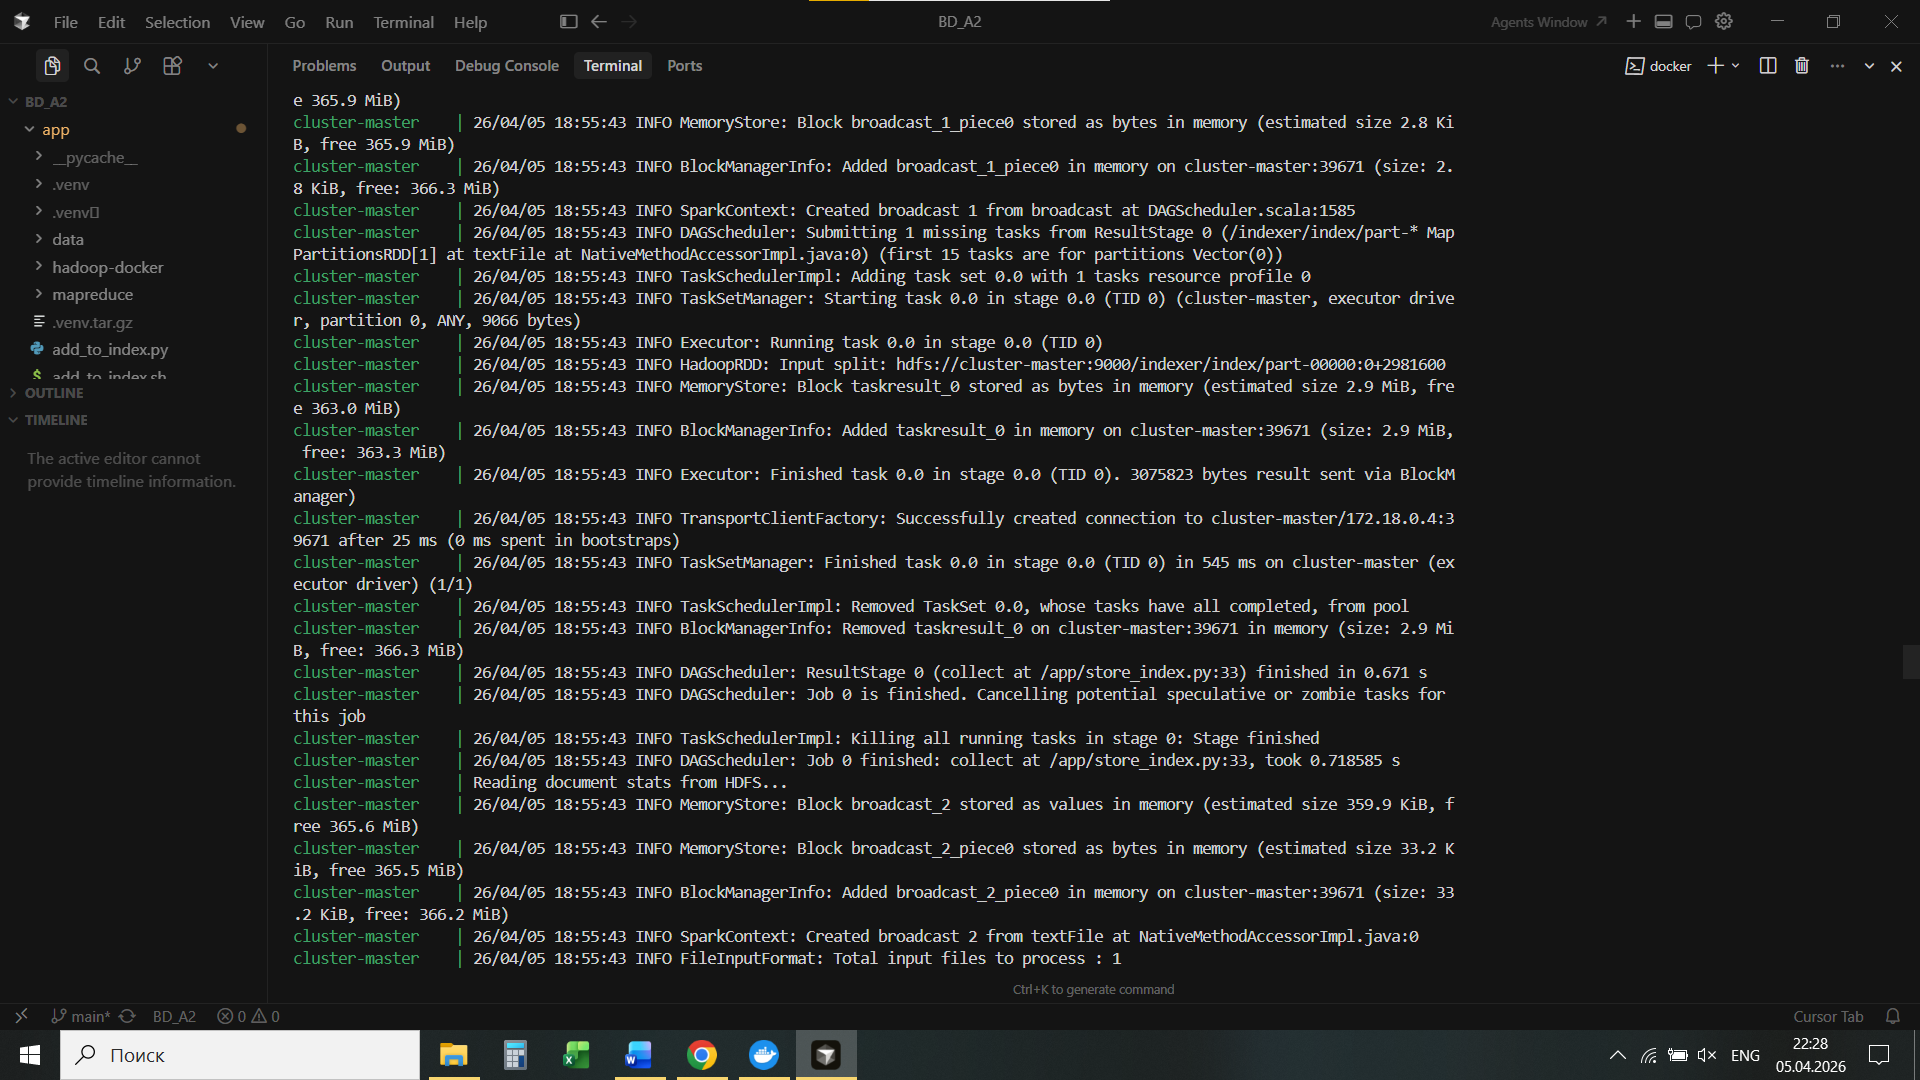 File Edit Selection View Go Run Terminal Help
BD_A2
Agents Window
Problems Output Debug Console Terminal Ports
docker
BD_A2
app
__pycache__
.venv
.venv
data
hadoop-docker
mapreduce
.venv.tar.gz
add_to_index.py
add_to_index.sh
OUTLINE
TIMELINE
The active editor cannot
provide timeline information.
e 365.9 MiB)
cluster-master | 26/04/05 18:55:43 INFO MemoryStore: Block broadcast_1_piece0 stored as bytes in memory (estimated size 2.8 Ki
B, free 365.9 MiB)
cluster-master | 26/04/05 18:55:43 INFO BlockManagerInfo: Added broadcast_1_piece0 in memory on cluster-master:39671 (size: 2.
8 KiB, free: 366.3 MiB)
cluster-master | 26/04/05 18:55:43 INFO SparkContext: Created broadcast 1 from broadcast at DAGScheduler.scala:1585
cluster-master | 26/04/05 18:55:43 INFO DAGScheduler: Submitting 1 missing tasks from ResultStage 0 (/indexer/index/part-* Map
PartitionsRDD[1] at textFile at NativeMethodAccessorImpl.java:0) (first 15 tasks are for partitions Vector(0))
cluster-master | 26/04/05 18:55:43 INFO TaskSchedulerImpl: Adding task set 0.0 with 1 tasks resource profile 0
cluster-master | 26/04/05 18:55:43 INFO TaskSetManager: Starting task 0.0 in stage 0.0 (TID 0) (cluster-master, executor drive
r, partition 0, ANY, 9066 bytes)
cluster-master | 26/04/05 18:55:43 INFO Executor: Running task 0.0 in stage 0.0 (TID 0)
cluster-master | 26/04/05 18:55:43 INFO HadoopRDD: Input split: hdfs://cluster-master:9000/indexer/index/part-00000:0+2981600
cluster-master | 26/04/05 18:55:43 INFO MemoryStore: Block taskresult_0 stored as bytes in memory (estimated size 2.9 MiB, fre
e 363.0 MiB)
cluster-master | 26/04/05 18:55:43 INFO BlockManagerInfo: Added taskresult_0 in memory on cluster-master:39671 (size: 2.9 MiB,
free: 363.3 MiB)
cluster-master | 26/04/05 18:55:43 INFO Executor: Finished task 0.0 in stage 0.0 (TID 0). 3075823 bytes result sent via BlockM
anager)
cluster-master | 26/04/05 18:55:43 INFO TransportClientFactory: Successfully created connection to cluster-master/172.18.0.4:3
9671 after 25 ms (0 ms spent in bootstraps)
cluster-master | 26/04/05 18:55:43 INFO TaskSetManager: Finished task 0.0 in stage 0.0 (TID 0) in 545 ms on cluster-master (ex
ecutor driver) (1/1)
cluster-master | 26/04/05 18:55:43 INFO TaskSchedulerImpl: Removed TaskSet 0.0, whose tasks have all completed, from pool
cluster-master | 26/04/05 18:55:43 INFO BlockManagerInfo: Removed taskresult_0 on cluster-master:39671 in memory (size: 2.9 Mi
B, free: 366.3 MiB)
cluster-master | 26/04/05 18:55:43 INFO DAGScheduler: ResultStage 0 (collect at /app/store_index.py:33) finished in 0.671 s
cluster-master | 26/04/05 18:55:43 INFO DAGScheduler: Job 0 is finished. Cancelling potential speculative or zombie tasks for
this job
cluster-master | 26/04/05 18:55:43 INFO TaskSchedulerImpl: Killing all running tasks in stage 0: Stage finished
cluster-master | 26/04/05 18:55:43 INFO DAGScheduler: Job 0 finished: collect at /app/store_index.py:33, took 0.718585 s
cluster-master | Reading document stats from HDFS...
cluster-master | 26/04/05 18:55:43 INFO MemoryStore: Block broadcast_2 stored as values in memory (estimated size 359.9 KiB, f
ree 365.6 MiB)
cluster-master | 26/04/05 18:55:43 INFO MemoryStore: Block broadcast_2_piece0 stored as bytes in memory (estimated size 33.2 K
iB, free 365.5 MiB)
cluster-master | 26/04/05 18:55:43 INFO BlockManagerInfo: Added broadcast_2_piece0 in memory on cluster-master:39671 (size: 33
.2 KiB, free: 366.2 MiB)
cluster-master | 26/04/05 18:55:43 INFO SparkContext: Created broadcast 2 from textFile at NativeMethodAccessorImpl.java:0
cluster-master | 26/04/05 18:55:43 INFO FileInputFormat: Total input files to process : 1
Ctrl+K to generate command
main* BD_A2 0 0
Cursor Tab
Поиск
ENG
22:28
05.04.2026